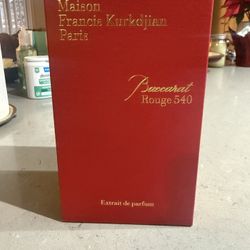 Maison
Francis Kurkdjian
Paris
Baccarat
Rouge 540
Extrait de parfum